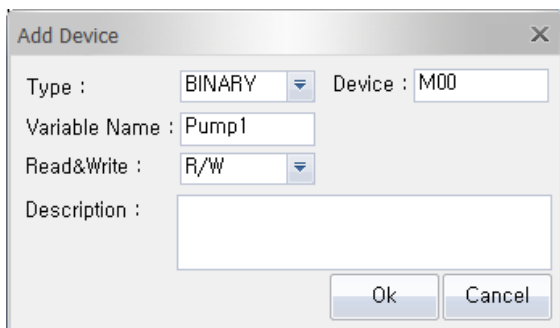 Add Device
Type : BINARY Device : M00
Variable Name : Pump1
Read&Write : R/W
Description :
Ok Cancel